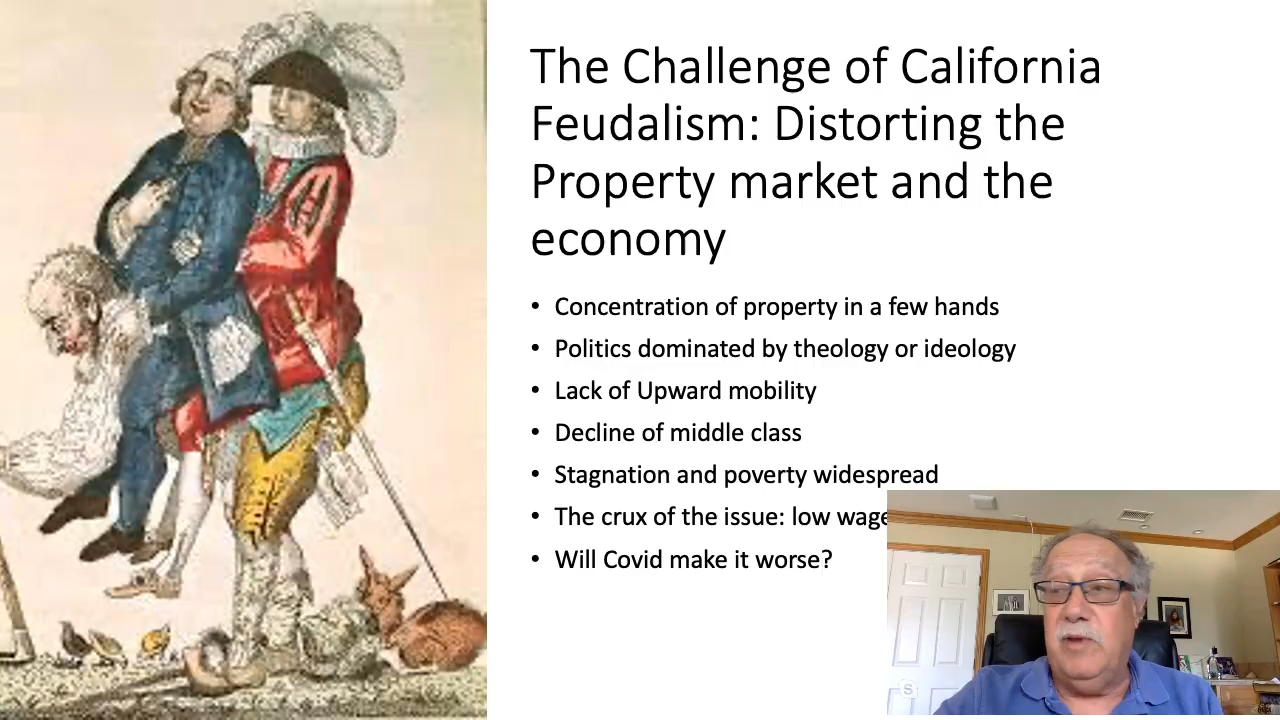 The Challenge of California
Feudalism: Distorting the
Property market and the
economy
• Concentration of property in a few hands
• Politics dominated by theology or ideology
• Lack of Upward mobility
• Decline of middle class
• Stagnation and poverty widespread
• The crux of the issue: low wage
• Will Covid make it worse?
S